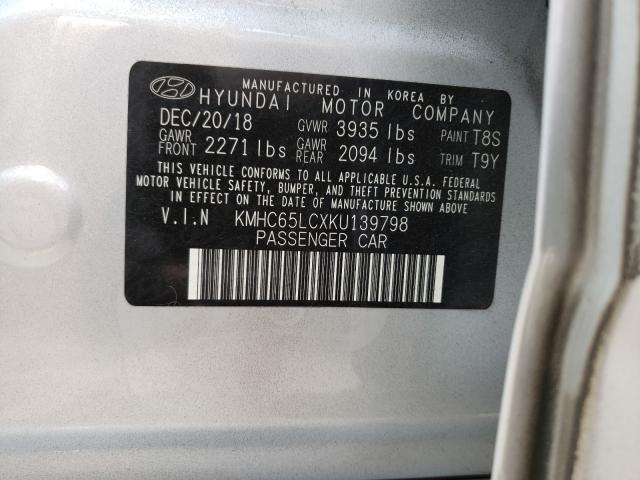 MANUFACTURED IN KOREA BY
HYUNDAI MOTOR COMPANY
DEC/20/18 GVWR 3935 lbs PAINT T8S
GAWR FRONT 2271 lbs GAWR REAR 2094 lbs TRIM T9Y
THIS VEHICLE CONFORMS TO ALL APPLICABLE U.S.A. FEDERAL
MOTOR VEHICLE SAFETY, BUMPER, AND THEFT PREVENTION STANDARDS
IN EFFECT ON THE DATE OF MANUFACTURE SHOWN ABOVE
V.I.N KMHC65LCXKU139798
PASSENGER CAR